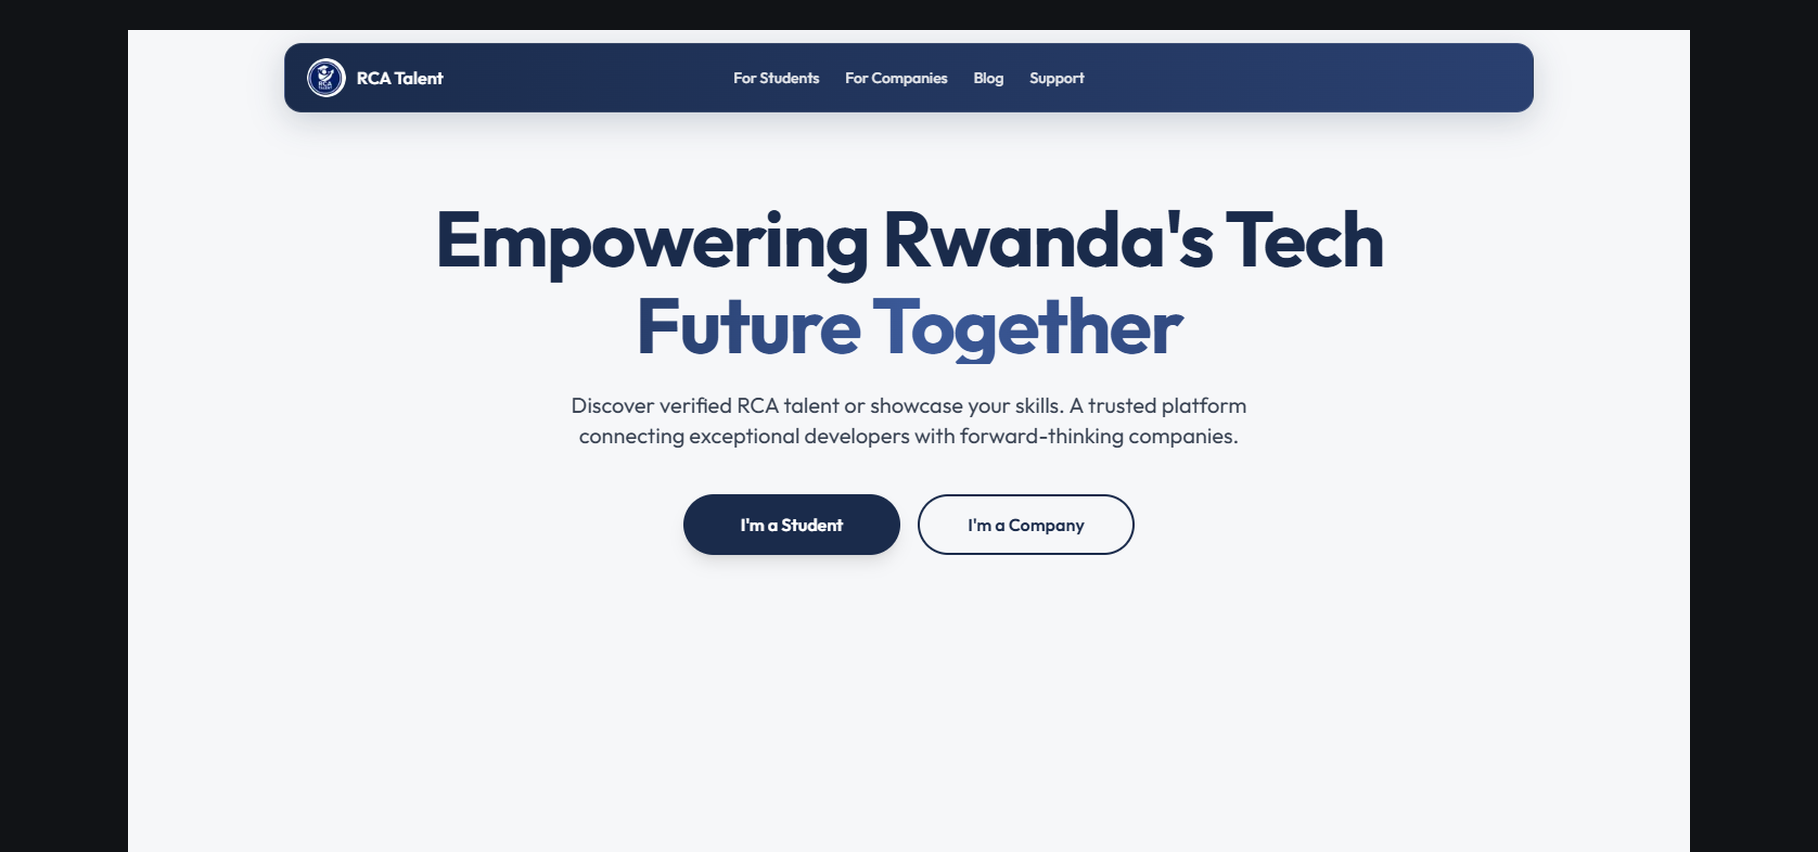 RCA Talent
For Students
For Companies
Blog
Support
Empowering Rwanda's Tech
Future Together
Discover verified RCA talent or showcase your skills. A trusted platform
connecting exceptional developers with forward-thinking companies.
I'm a Student
I'm a Company